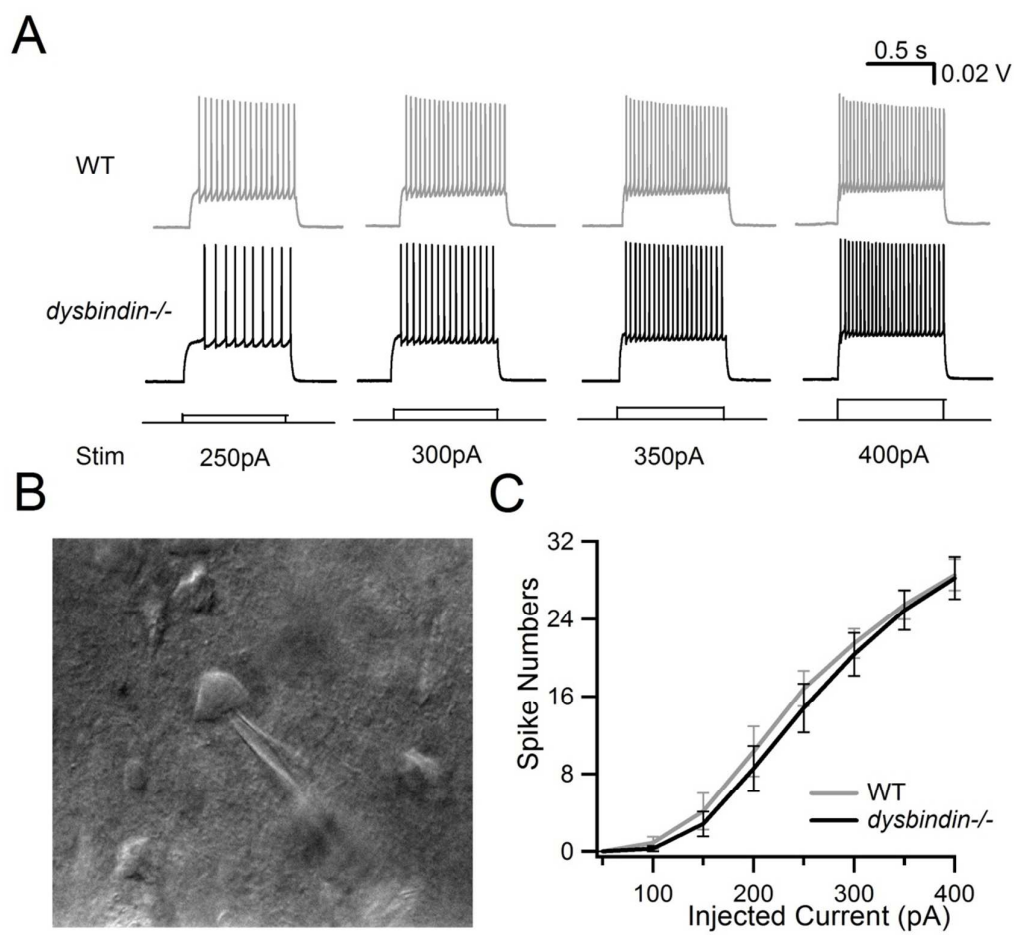 A
0.5 s
0.02 V
WT
dysbindin-/-
Stim
250pA
300pA
350pA
400pA
B
C
32
24
16
8
0
Spike Numbers
WT
dysbindin-/-
100
200
300
400
Injected Current (pA)